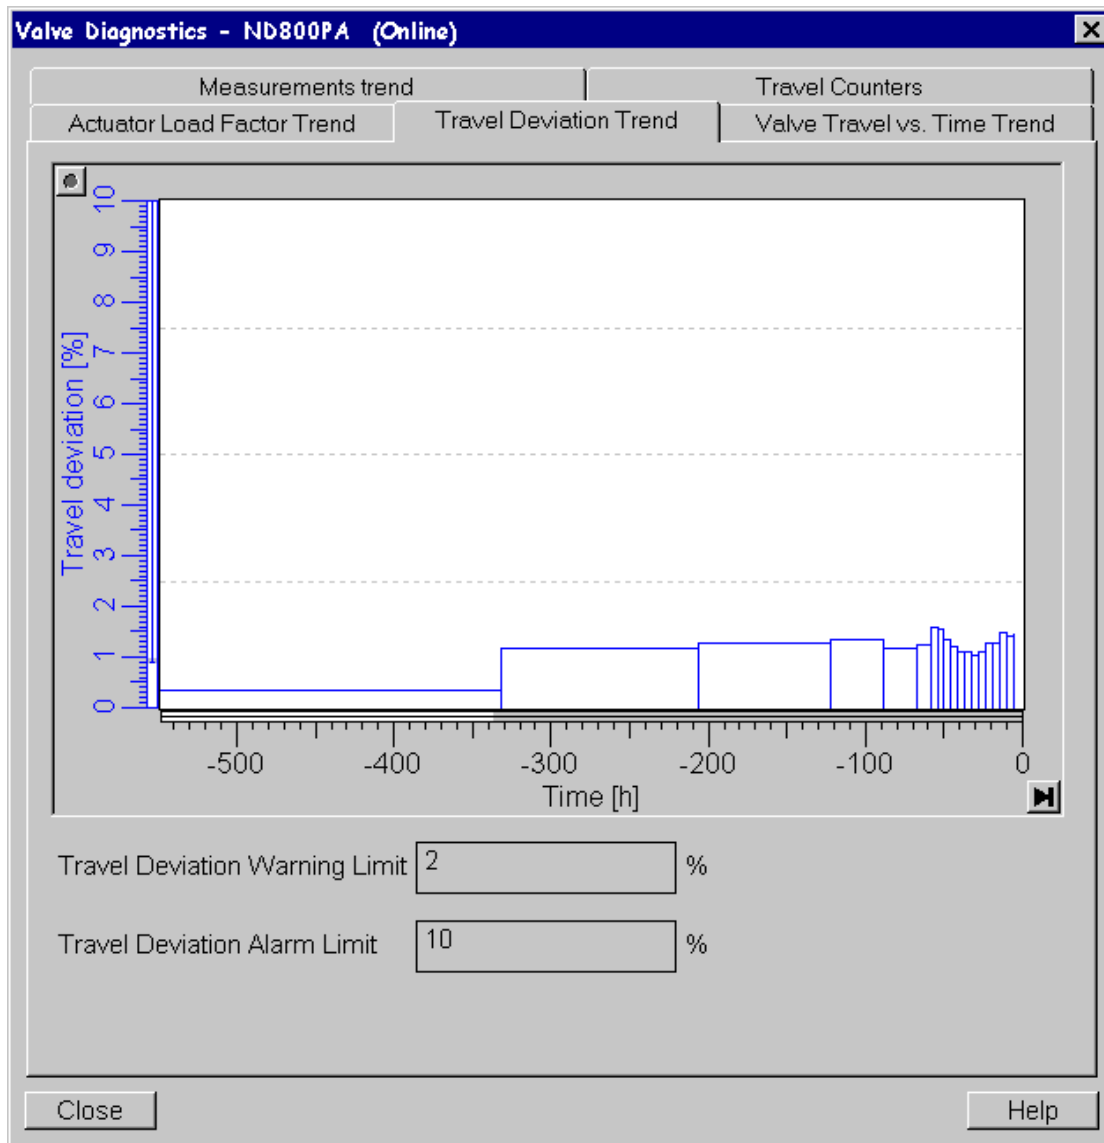 Valve Diagnostics - ND800PA (Online)
Measurements trend
Travel Counters
Actuator Load Factor Trend
Travel Deviation Trend
Valve Travel vs. Time Trend
Travel deviation [%]
10
9
8
7
6
5
4
3
2
1
0
-500
-400
-300
-200
-100
0
Time [h]
Travel Deviation Warning Limit 2 %
Travel Deviation Alarm Limit 10 %
Close
Help